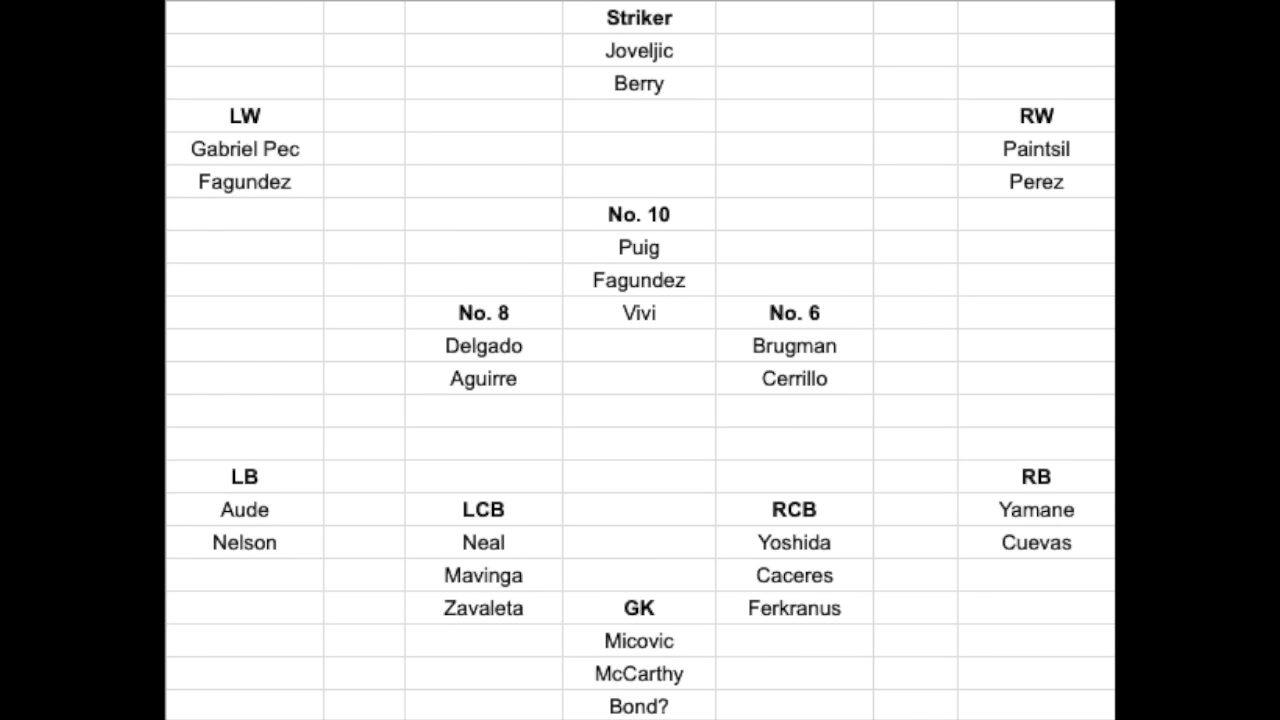 Striker
Joveljic
Berry
LW RW
Gabriel Pec Paintsil
Fagundez Perez
No. 10
Puig
Fagundez
No. 8 Vivi No. 6
Delgado Brugman
Aguirre Cerrillo
LB RB
Aude LCB RCB Yamane
Nelson Neal Yoshida Cuevas
Mavinga Caceres
Zavaleta GK Ferkranus
Micovic
McCarthy
Bond?